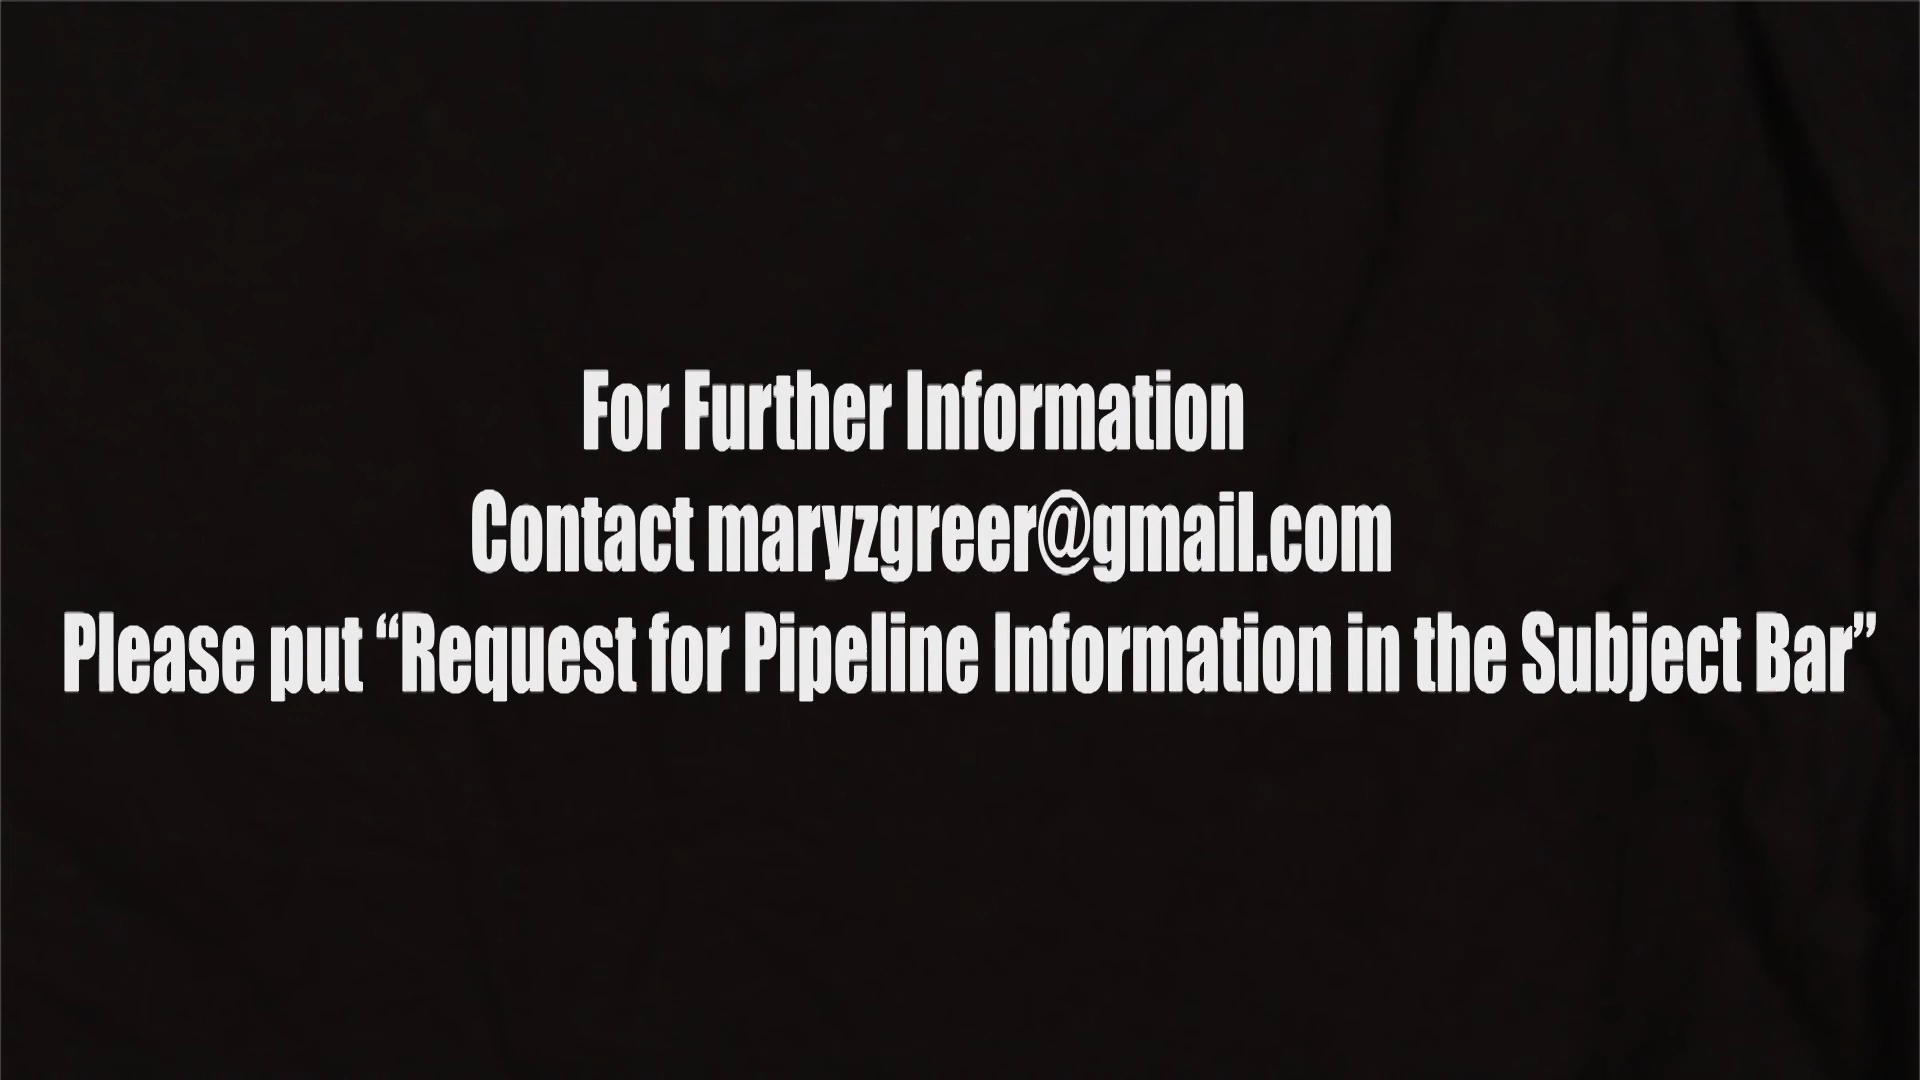 For Further Information
Contact maryzgreer@gmail.com
Please put “Request for Pipeline Information in the Subject Bar”